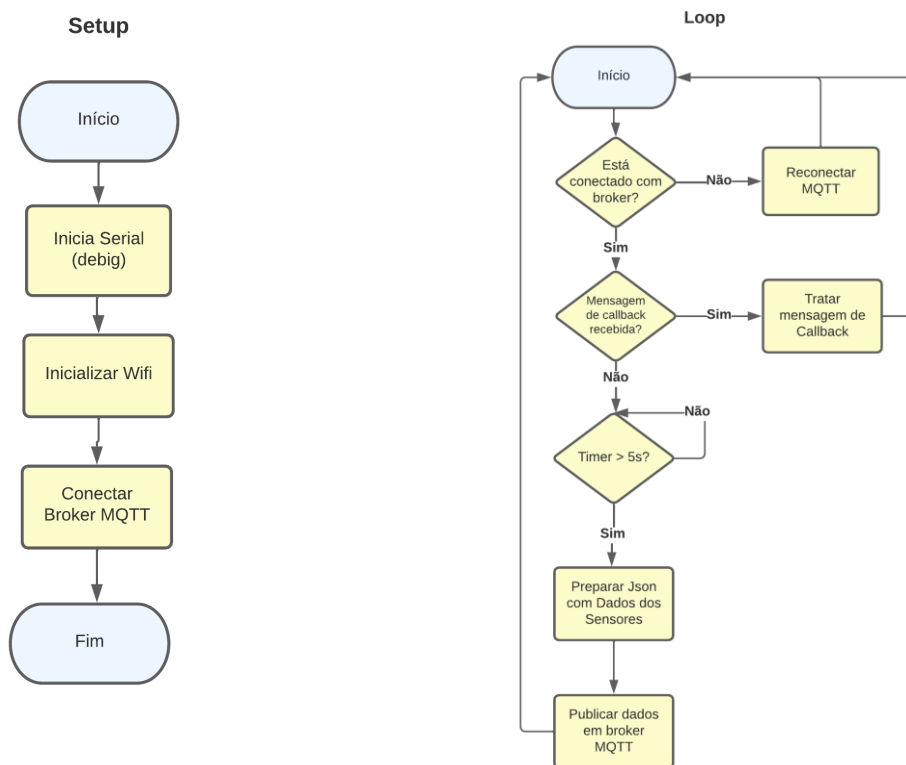 Setup
Início
Inicia Serial
(debig)
Inicializar Wifi
Conectar
Broker MQTT
Fim
Loop
Início
Está
conectado com
broker?
Não
Reconectar
MQTT
Sim
Mensagem
de callback
recebida?
Sim
Tratar
mensagem de
Callback
Não
Não
Timer > 5s?
Sim
Preparar Json
com Dados dos
Sensores
Publicar dados
em broker
MQTT